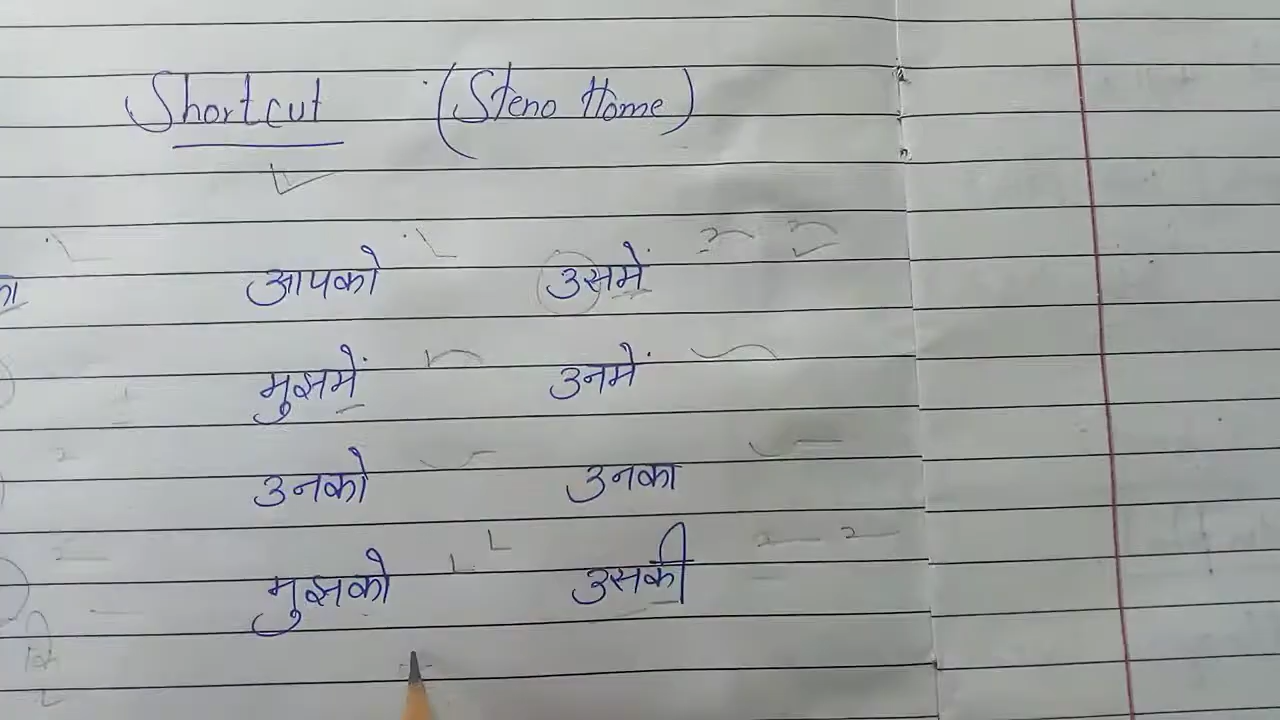 Shortcut (Steno Home)
आपको उसमें
मुझमें उनमें
उनको उनका
मुझको उसकी